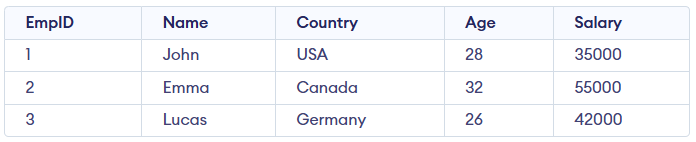 EmpID Name Country Age Salary
1 John USA 28 35000
2 Emma Canada 32 55000
3 Lucas Germany 26 42000